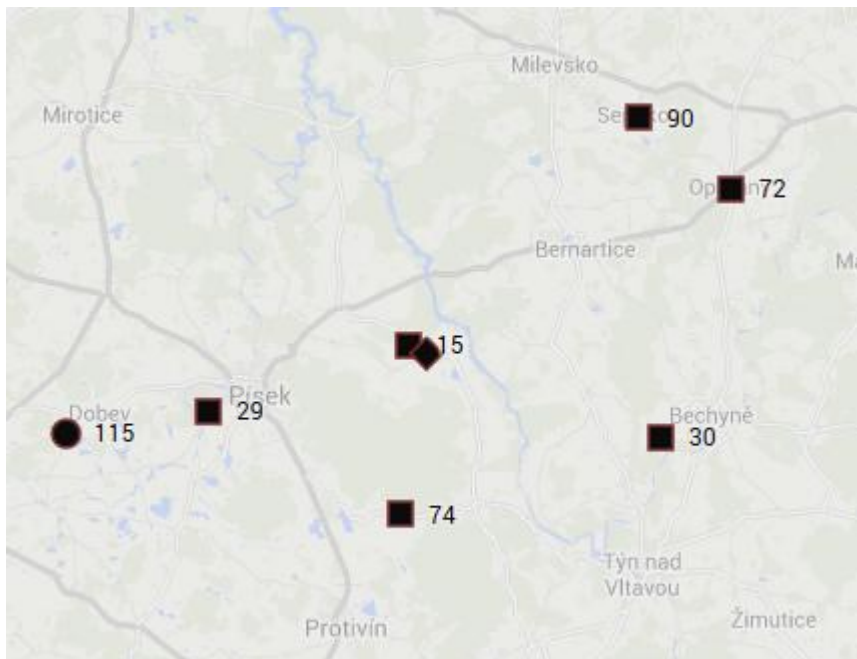 Milevsko
Mirotice
90
72
Bernartice
15
Písek
29
Dobev
115
Bechyně
30
74
Týn nad
Vltavou
Žimutice
Protivín